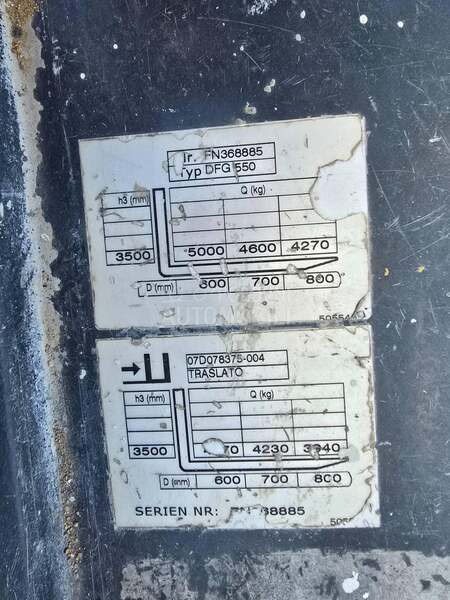 Nr. FN368885
Typ DFG 550
h3 (mm) Q (kg)
3500 5000 4600 4270
D (mm) 600 700 800
07D078375-004
TRASLATO
h3 (mm) Q (kg)
3500 4230 3940
D (mm) 600 700 800
SERIEN NR: